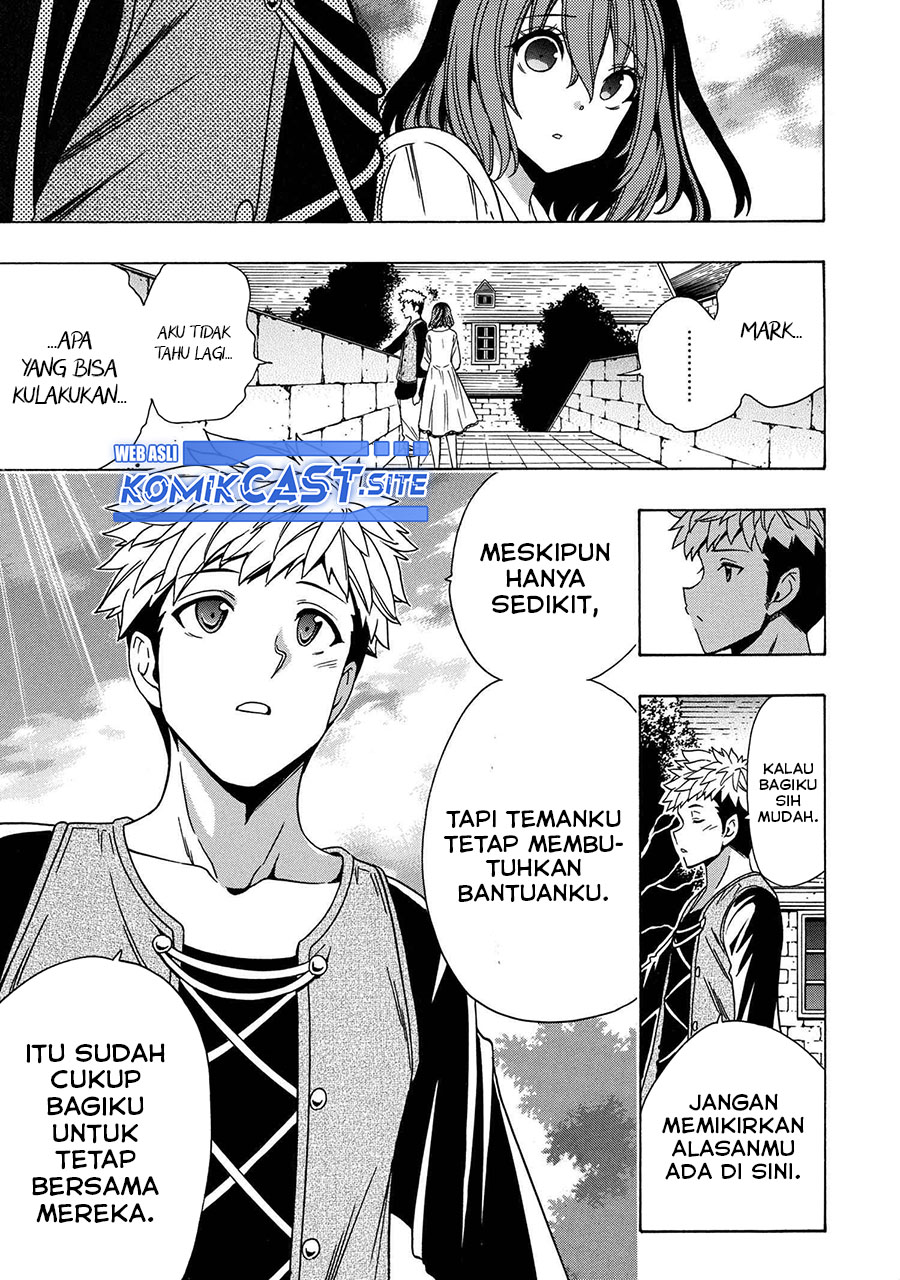 MARK...
AKU TIDAK
TAHU LAGI...
...APA
YANG BISA
KULAKUKAN...
WEB ASLI
KOMIKCAST.SITE
KALAU
BAGIKU
SIH
MUDAH.
JANGAN
MEMIKIRKAN
ALASANMU
ADA DI SINI.
MESKIPUN
HANYA
SEDIKIT,
TAPI TEMANKU
TETAP MEMBU-
TUHKAN
BANTUANKU.
ITU SUDAH
CUKUP
BAGIKU
UNTUK
TETAP
BERSAMA
MEREKA.